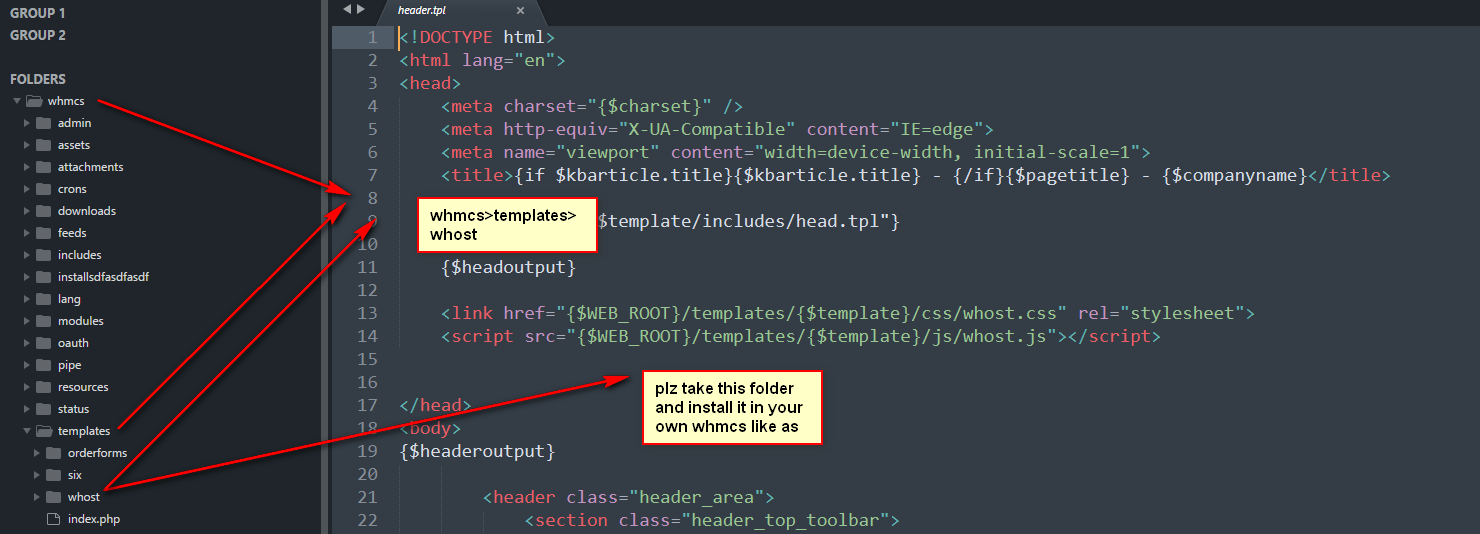 GROUP 1
GROUP 2
FOLDERS
whmcs
admin
assets
attachments
crons
downloads
feeds
includes
installsdfasdfasdf
lang
modules
oauth
pipe
resources
status
templates
orderforms
six
whost
index.php
header.tpl ×
1 <!DOCTYPE html>
2 <html lang="en">
3 <head>
4 <meta charset="{$charset}" />
5 <meta http-equiv="X-UA-Compatible" content="IE=edge">
6 <meta name="viewport" content="width=device-width, initial-scale=1">
7 <title>{if $kbarticle.title}{$kbarticle.title} - {/if}{$pagetitle} - {$companyname}</title>
8
9 $template/includes/head.tpl"}
10
11 {$headoutput}
12
13 <link href="{$WEB_ROOT}/templates/{$template}/css/whost.css" rel="stylesheet">
14 <script src="{$WEB_ROOT}/templates/{$template}/js/whost.js"></script>
15
16
17 </head>
18 <body>
19 {$headeroutput}
20
21 <header class="header_area">
22 <section class="header_top_toolbar">
whmcs>templates>
whost
plz take this folder
and install it in your
own whmcs like as